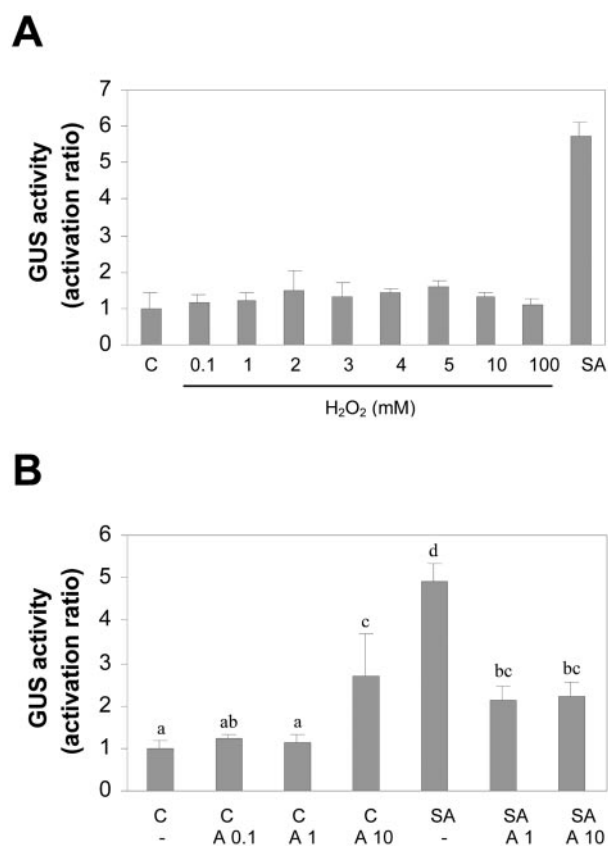 A
GUS activity
(activation ratio)
7
6
5
4
3
2
1
0
C 0.1 1 2 3 4 5 10 100 SA
H₂O₂ (mM)
B
GUS activity
(activation ratio)
6
5
4
3
2
1
0
a ab a c d bc bc
C C C C SA SA SA
- A 0.1 A 1 A 10 - A 1 A 10